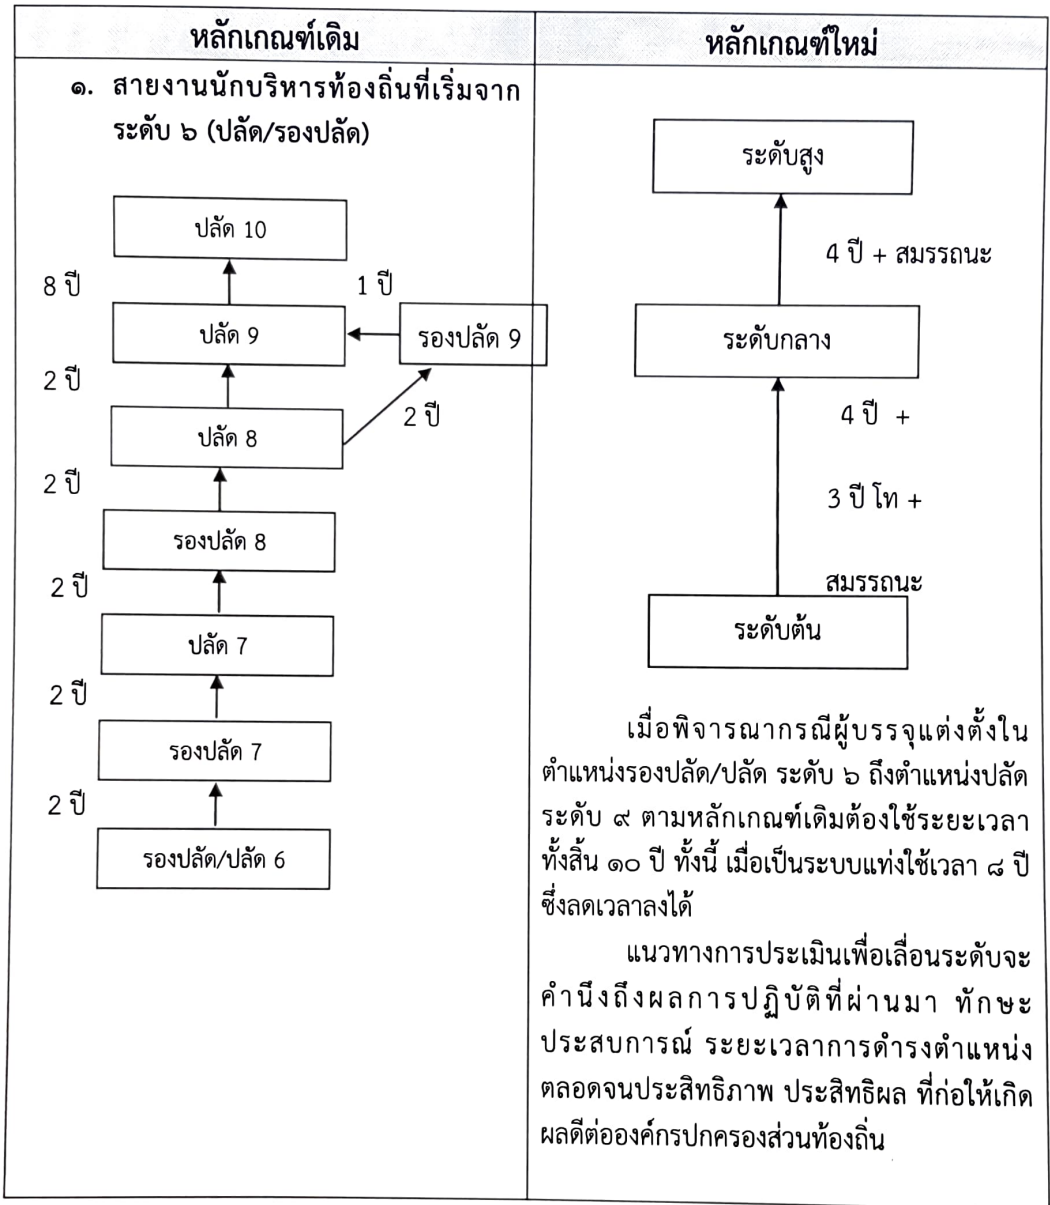 หลักเกณฑ์เดิม
หลักเกณฑ์ใหม่
๑. สายงานนักบริหารท้องถิ่นที่เริ่มจาก
ระดับ ๖ (ปลัด/รองปลัด)
ปลัด 10
8 ปี
1 ปี
ปลัด 9
รองปลัด 9
2 ปี
2 ปี
ปลัด 8
2 ปี
รองปลัด 8
2 ปี
ปลัด 7
2 ปี
รองปลัด 7
2 ปี
รองปลัด/ปลัด 6
ระดับสูง
4 ปี + สมรรถนะ
ระดับกลาง
4 ปี +
3 ปี โท +
สมรรถนะ
ระดับต้น
เมื่อพิจารณากรณีผู้บรรจุแต่งตั้งใน
ตำแหน่งรองปลัด/ปลัด ระดับ ๖ ถึงตำแหน่งปลัด
ระดับ ๙ ตามหลักเกณฑ์เดิมต้องใช้ระยะเวลา
ทั้งสิ้น ๑๐ ปี ทั้งนี้ เมื่อเป็นระบบแท่งใช้เวลา ๘ ปี
ซึ่งลดเวลาลงได้
แนวทางการประเมินเพื่อเลื่อนระดับจะ
คำนึงถึงผลการปฏิบัติที่ผ่านมา ทักษะ
ประสบการณ์ ระยะเวลาการดำรงตำแหน่ง
ตลอดจนประสิทธิภาพ ประสิทธิผล ที่ก่อให้เกิด
ผลดีต่อองค์กรปกครองส่วนท้องถิ่น